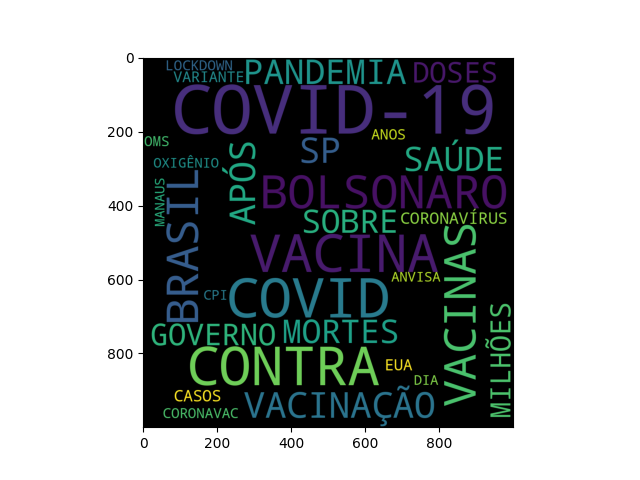 0
200
400
600
800
0
200
400
600
800
LOCKDOWN
VARIANTE
PANDEMIA
DOSES
COVID-19
OMS
ANOS
SP
SAÚDE
OXIGÊNIO
APÓS
MANAUS
BRASIL
BOLSONARO
SOBRE
CORONAVÍRUS
VACINA
ANVISA
VACINAS
CPI
COVID
GOVERNO
MORTES
MILHÕES
CONTRA
EUA
DIA
CASOS
CORONAVAC
VACINAÇÃO